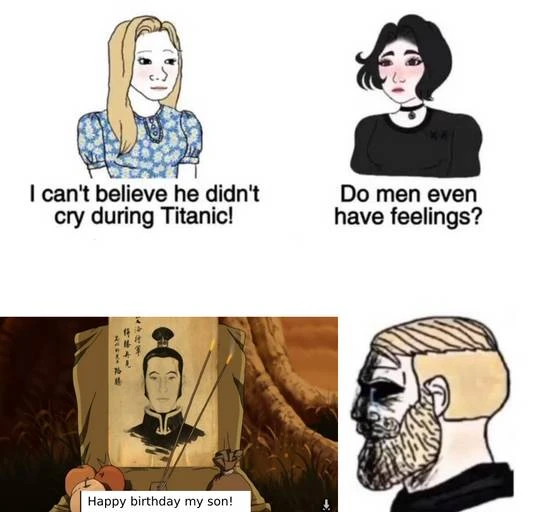 I can't believe he didn't
cry during Titanic!
Do men even
have feelings?
Happy birthday my son!